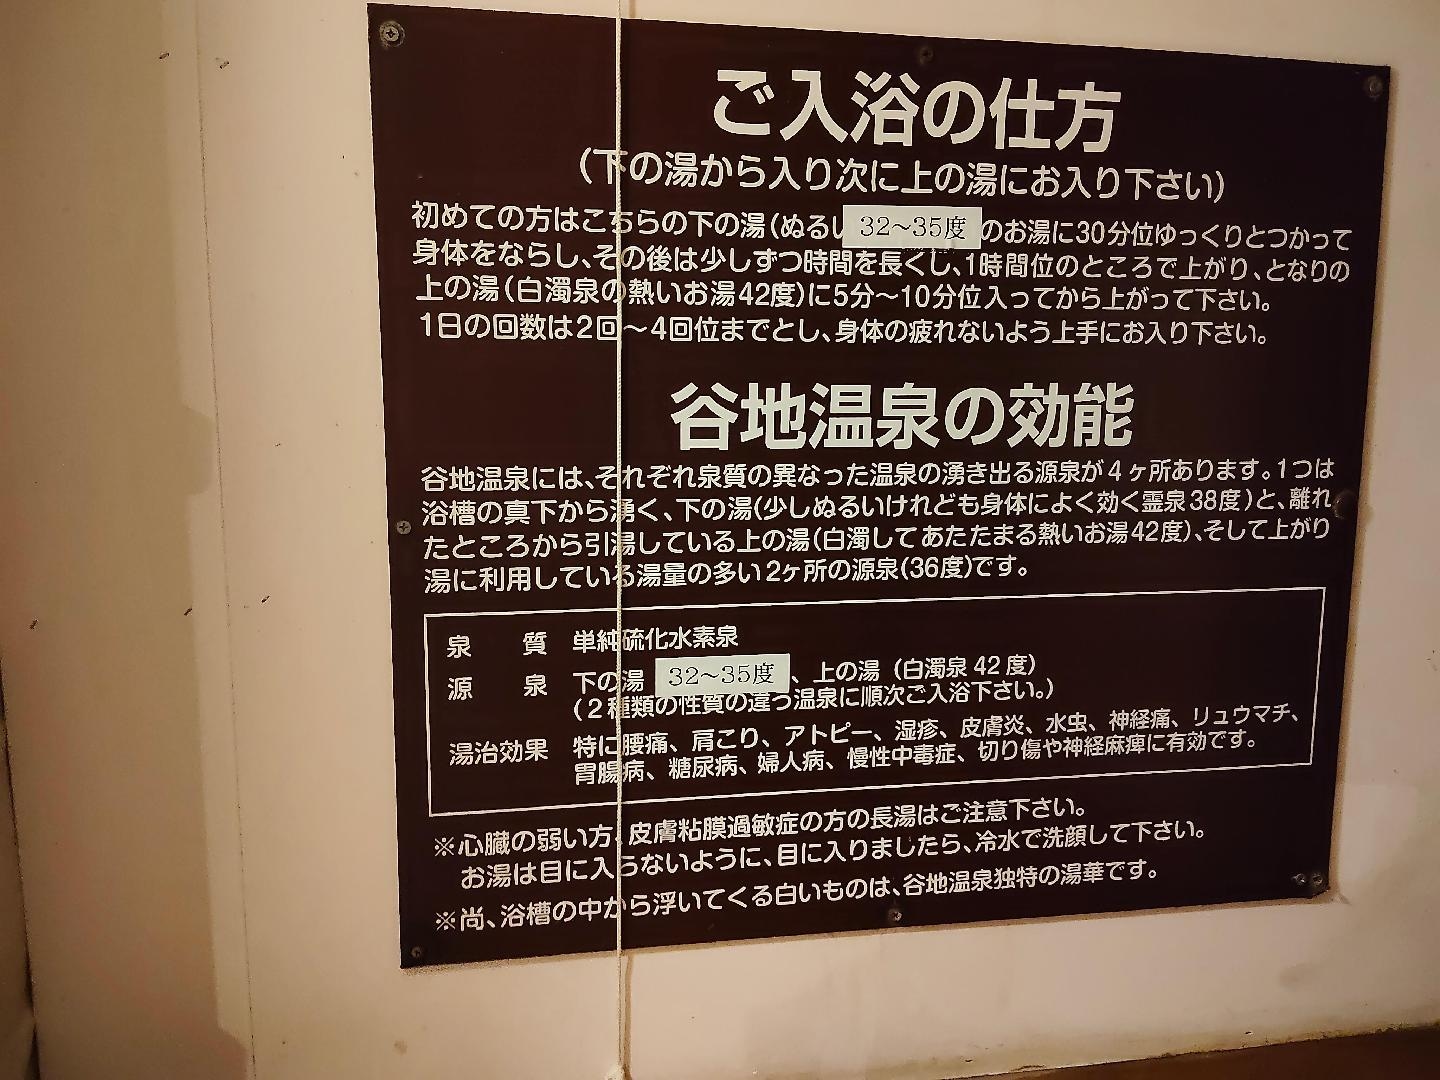 ご入浴の仕方
(下の湯から入り次に上の湯にお入り下さい)
初めての方はこちらの下の湯(ぬるい 32～35度 のお湯に30分位ゆっくりとつかって
身体をならし、その後は少しずつ時間を長くし、1時間位のところで上がり、となりの
上の湯(白濁泉の熱いお湯42度)に5分～10分位入ってから上がって下さい。
1日の回数は2回～4回位までとし、身体の疲れないよう上手にお入り下さい。
谷地温泉の効能
谷地温泉には、それぞれ泉質の異なった温泉の湧き出る源泉が4ヶ所あります。1つは
浴槽の真下から湧く、下の湯(少しぬるいけれども身体によく効く霊泉38度)と、離れ
たところから引湯している上の湯(白濁してあたたまる熱いお湯42度)、そして上がり
湯に利用している湯量の多い2ヶ所の源泉(36度)です。
泉質 単純硫化水素泉
源泉 下の湯 32～35度 、上の湯 (白濁泉 42 度)
(2種類の性質の違う温泉に順次ご入浴下さい。)
湯治効果 特に腰痛、肩こり、アトピー、湿疹、皮膚炎、水虫、神経痛、リュウマチ、
胃腸病、糖尿病、婦人病、慢性中毒症、切り傷や神経麻痺に有効です。
※心臓の弱い方、皮膚粘膜過敏症の方の長湯はご注意下さい。
お湯は目に入らないように、目に入りましたら、冷水で洗顔して下さい。
※尚、浴槽の中から浮いてくる白いものは、谷地温泉独特の湯華です。